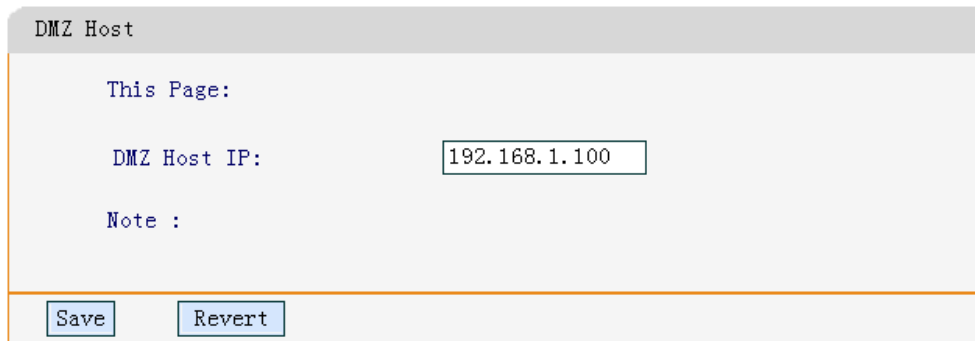 DMZ Host
This Page:
DMZ Host IP: 192.168.1.100
Note :
Save Revert